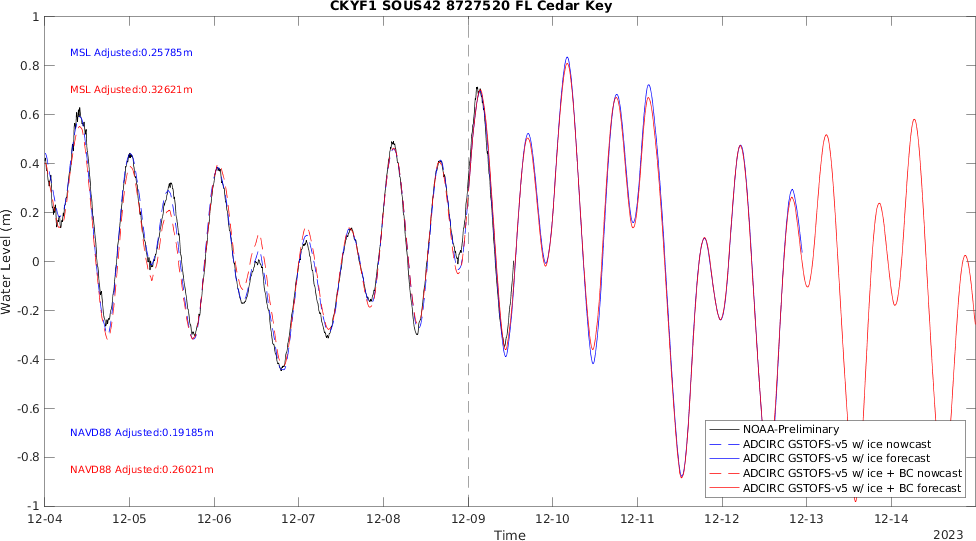 CKYF1 SOUS42 8727520 FL Cedar Key
MSL Adjusted:0.25785m
MSL Adjusted:0.32621m
NAVD88 Adjusted:0.19185m
NAVD88 Adjusted:0.26021m
Water Level (m)
1
0.8
0.6
0.4
0.2
0
-0.2
-0.4
-0.6
-0.8
-1
NOAA-Preliminary
ADCIRC GSTOFS-v5 w/ ice nowcast
ADCIRC GSTOFS-v5 w/ ice forecast
ADCIRC GSTOFS-v5 w/ ice + BC nowcast
ADCIRC GSTOFS-v5 w/ ice + BC forecast
12-04 12-05 12-06 12-07 12-08 12-09 12-10 12-11 12-12 12-13 12-14
Time
2023